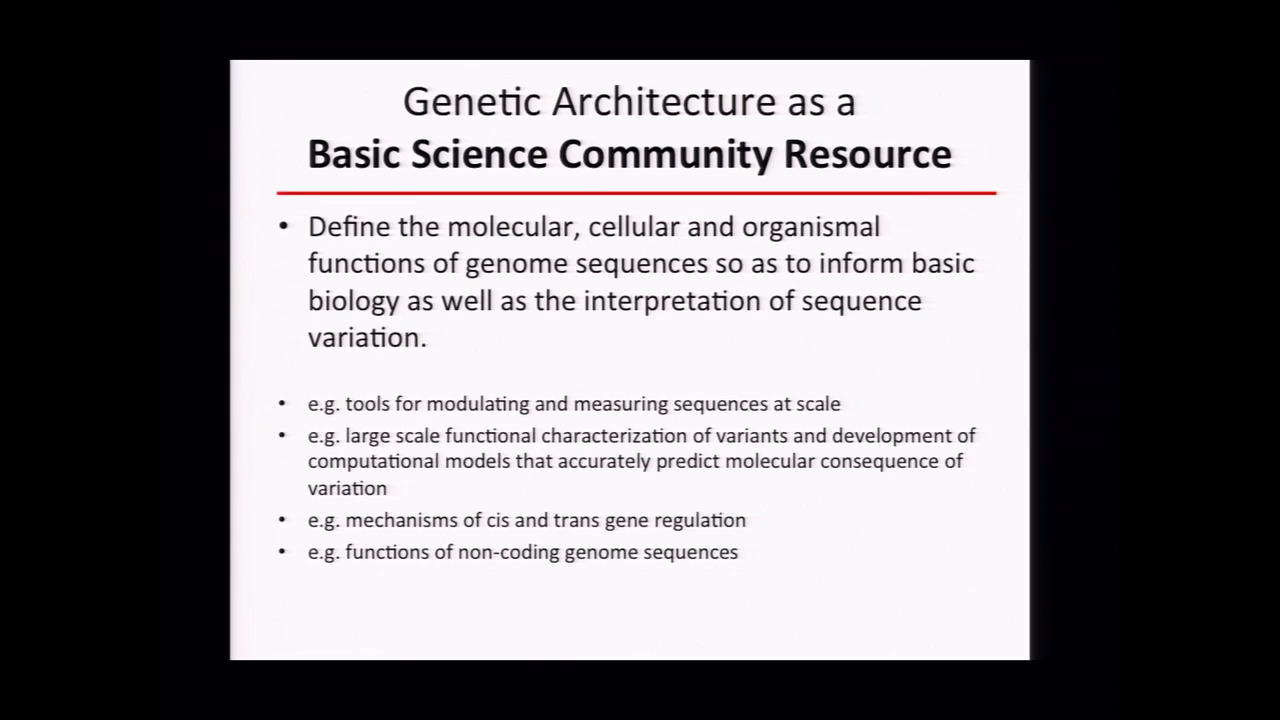 Genetic Architecture as a
Basic Science Community Resource
• Define the molecular, cellular and organismal
functions of genome sequences so as to inform basic
biology as well as the interpretation of sequence
variation.
• e.g. tools for modulating and measuring sequences at scale
• e.g. large scale functional characterization of variants and development of
computational models that accurately predict molecular consequence of
variation
• e.g. mechanisms of cis and trans gene regulation
• e.g. functions of non-coding genome sequences